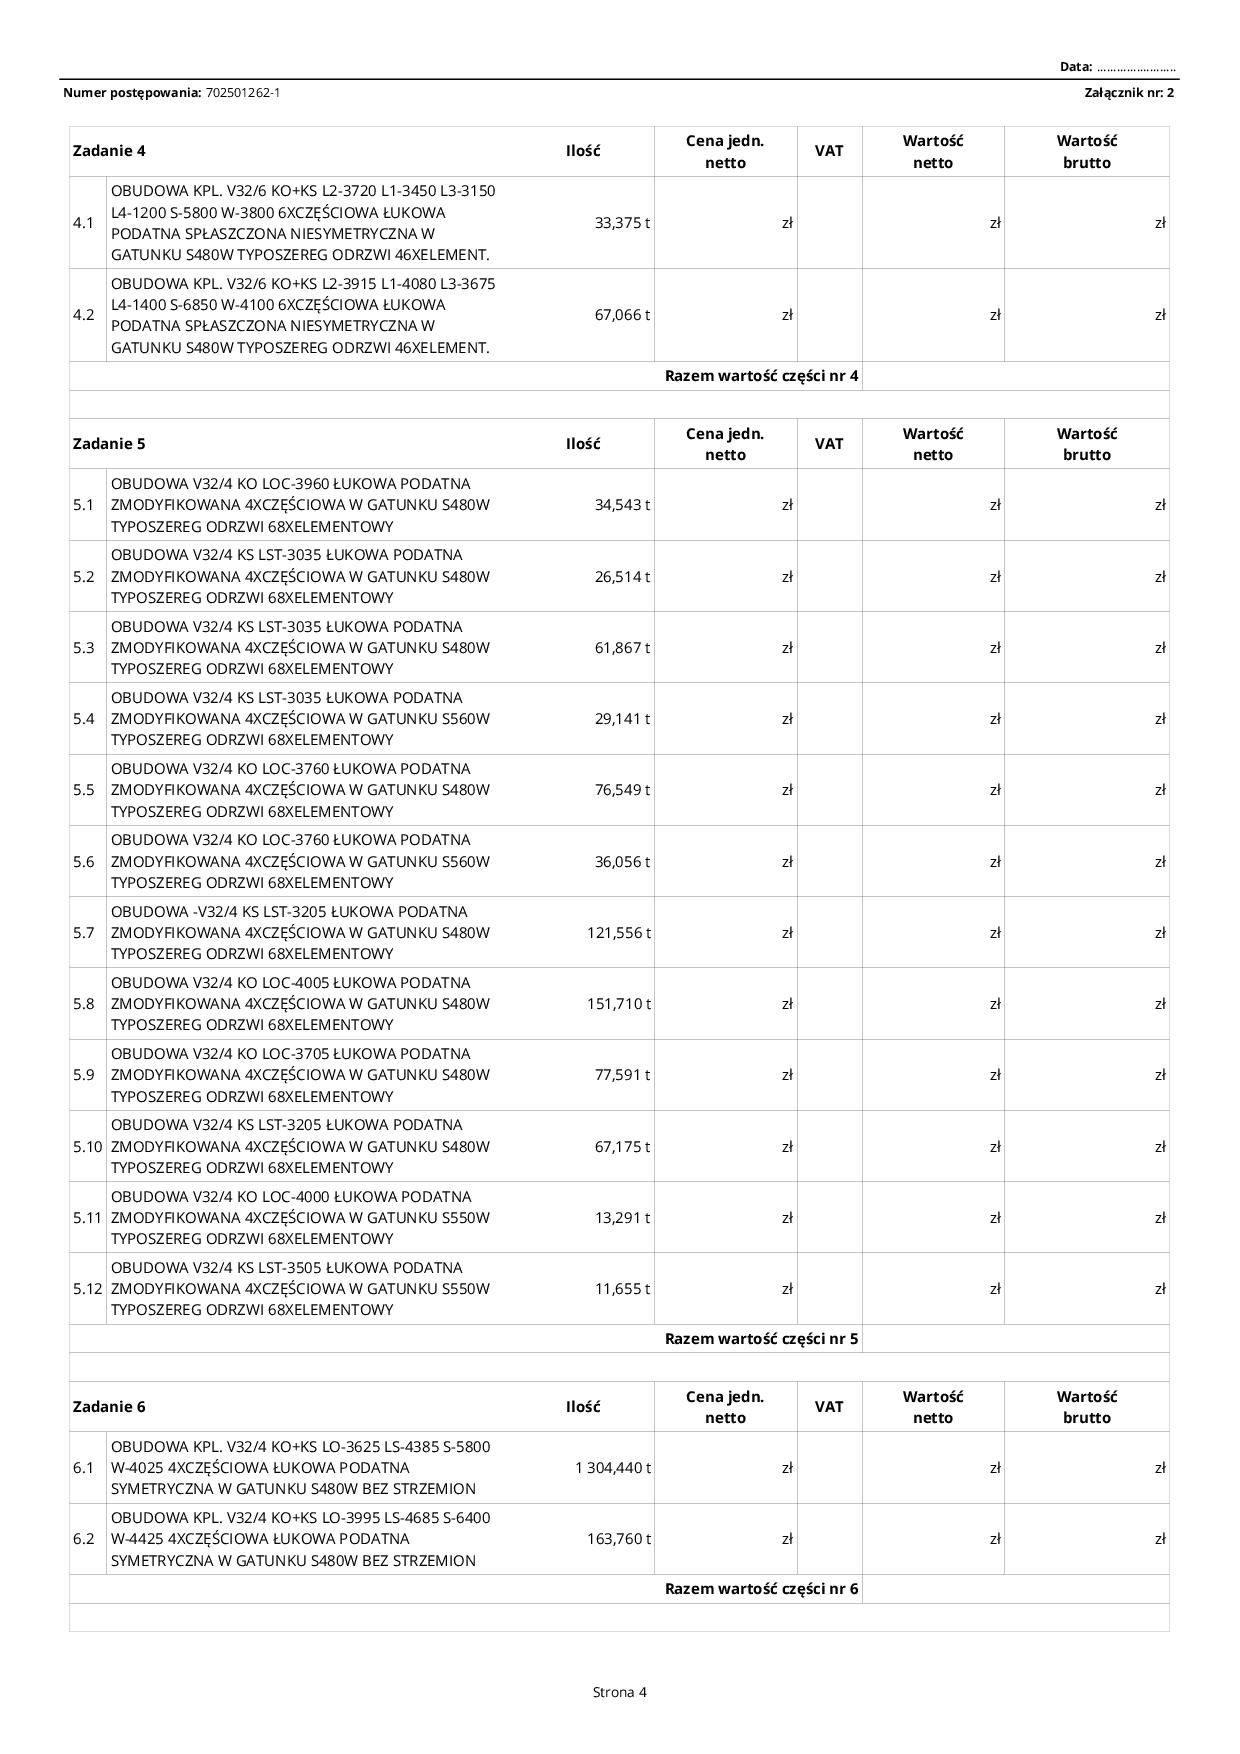 Data: ........................
Numer postępowania: 702501262-1 Załącznik nr: 2
Zadanie 4 Ilość Cena jedn. netto VAT Wartość netto Wartość brutto
4.1 OBUDOWA KPL. V32/6 KO+KS L2-3720 L1-3450 L3-3150
L4-1200 S-5800 W-3800 6XCZĘŚCIOWA ŁUKOWA
PODATNA SPŁASZCZONA NIESYMETRYCZNA W
GATUNKU S480W TYPOSZEREG ODRZWI 46XELEMENT.
33,375 t zł zł zł
4.2 OBUDOWA KPL. V32/6 KO+KS L2-3915 L1-4080 L3-3675
L4-1400 S-6850 W-4100 6XCZĘŚCIOWA ŁUKOWA
PODATNA SPŁASZCZONA NIESYMETRYCZNA W
GATUNKU S480W TYPOSZEREG ODRZWI 46XELEMENT.
67,066 t zł zł zł
Razem wartość części nr 4
Zadanie 5 Ilość Cena jedn. netto VAT Wartość netto Wartość brutto
5.1 OBUDOWA V32/4 KO LOC-3960 ŁUKOWA PODATNA
ZMODYFIKOWANA 4XCZĘŚCIOWA W GATUNKU S480W
TYPOSZEREG ODRZWI 68XELEMENTOWY
34,543 t zł zł zł
5.2 OBUDOWA V32/4 KS LST-3035 ŁUKOWA PODATNA
ZMODYFIKOWANA 4XCZĘŚCIOWA W GATUNKU S480W
TYPOSZEREG ODRZWI 68XELEMENTOWY
26,514 t zł zł zł
5.3 OBUDOWA V32/4 KS LST-3035 ŁUKOWA PODATNA
ZMODYFIKOWANA 4XCZĘŚCIOWA W GATUNKU S480W
TYPOSZEREG ODRZWI 68XELEMENTOWY
61,867 t zł zł zł
5.4 OBUDOWA V32/4 KS LST-3035 ŁUKOWA PODATNA
ZMODYFIKOWANA 4XCZĘŚCIOWA W GATUNKU S560W
TYPOSZEREG ODRZWI 68XELEMENTOWY
29,141 t zł zł zł
5.5 OBUDOWA V32/4 KO LOC-3760 ŁUKOWA PODATNA
ZMODYFIKOWANA 4XCZĘŚCIOWA W GATUNKU S480W
TYPOSZEREG ODRZWI 68XELEMENTOWY
76,549 t zł zł zł
5.6 OBUDOWA V32/4 KO LOC-3760 ŁUKOWA PODATNA
ZMODYFIKOWANA 4XCZĘŚCIOWA W GATUNKU S560W
TYPOSZEREG ODRZWI 68XELEMENTOWY
36,056 t zł zł zł
5.7 OBUDOWA -V32/4 KS LST-3205 ŁUKOWA PODATNA
ZMODYFIKOWANA 4XCZĘŚCIOWA W GATUNKU S480W
TYPOSZEREG ODRZWI 68XELEMENTOWY
121,556 t zł zł zł
5.8 OBUDOWA V32/4 KO LOC-4005 ŁUKOWA PODATNA
ZMODYFIKOWANA 4XCZĘŚCIOWA W GATUNKU S480W
TYPOSZEREG ODRZWI 68XELEMENTOWY
151,710 t zł zł zł
5.9 OBUDOWA V32/4 KO LOC-3705 ŁUKOWA PODATNA
ZMODYFIKOWANA 4XCZĘŚCIOWA W GATUNKU S480W
TYPOSZEREG ODRZWI 68XELEMENTOWY
77,591 t zł zł zł
5.10 OBUDOWA V32/4 KS LST-3205 ŁUKOWA PODATNA
ZMODYFIKOWANA 4XCZĘŚCIOWA W GATUNKU S480W
TYPOSZEREG ODRZWI 68XELEMENTOWY
67,175 t zł zł zł
5.11 OBUDOWA V32/4 KO LOC-4000 ŁUKOWA PODATNA
ZMODYFIKOWANA 4XCZĘŚCIOWA W GATUNKU S550W
TYPOSZEREG ODRZWI 68XELEMENTOWY
13,291 t zł zł zł
5.12 OBUDOWA V32/4 KS LST-3505 ŁUKOWA PODATNA
ZMODYFIKOWANA 4XCZĘŚCIOWA W GATUNKU S550W
TYPOSZEREG ODRZWI 68XELEMENTOWY
11,655 t zł zł zł
Razem wartość części nr 5
Zadanie 6 Ilość Cena jedn. netto VAT Wartość netto Wartość brutto
6.1 OBUDOWA KPL. V32/4 KO+KS LO-3625 LS-4385 S-5800
W-4025 4XCZĘŚCIOWA ŁUKOWA PODATNA
SYMETRYCZNA W GATUNKU S480W BEZ STRZEMION
1 304,440 t zł zł zł
6.2 OBUDOWA KPL. V32/4 KO+KS LO-3995 LS-4685 S-6400
W-4425 4XCZĘŚCIOWA ŁUKOWA PODATNA
SYMETRYCZNA W GATUNKU S480W BEZ STRZEMION
163,760 t zł zł zł
Razem wartość części nr 6
Strona 4